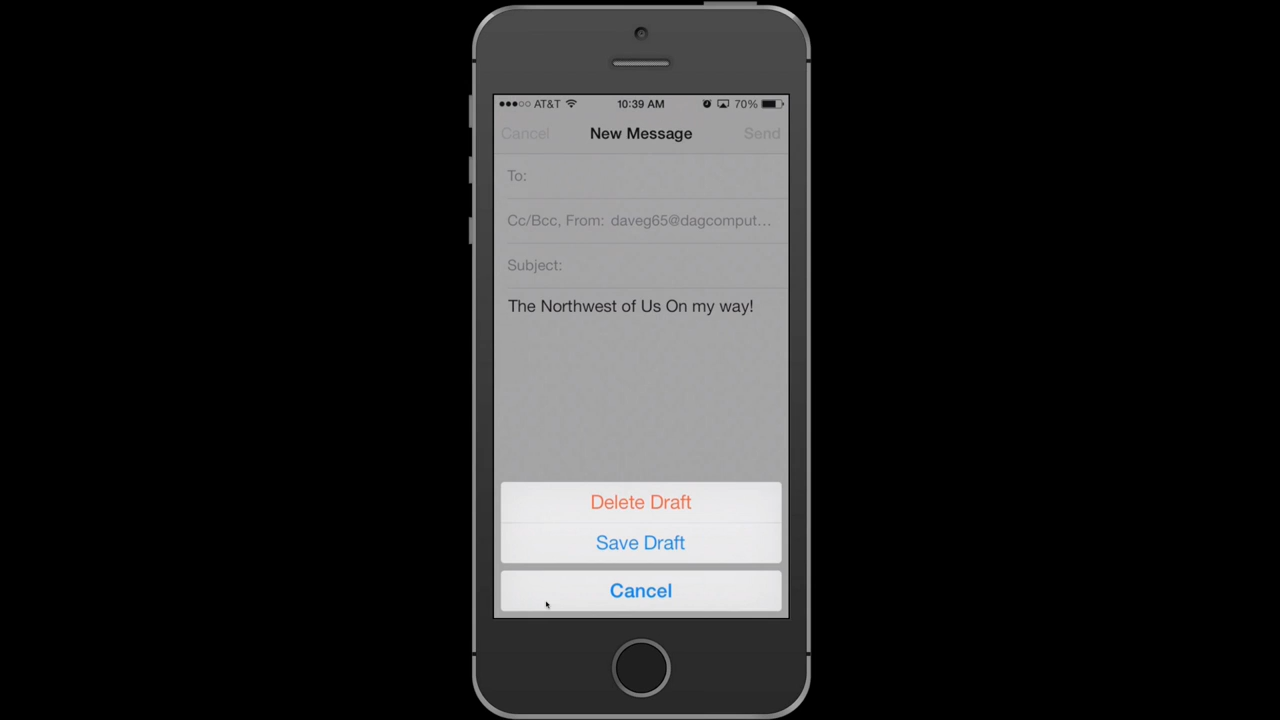 AT&T 10:39 AM 70%
Cancel New Message Send
To:
Cc/Bcc, From: daveg65@dagcomput...
Subject:
The Northwest of Us On my way!
Delete Draft
Save Draft
Cancel